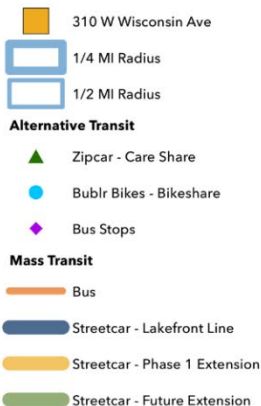 310 W Wisconsin Ave
1/4 MI Radius
1/2 MI Radius
Alternative Transit
Zipcar - Care Share
Bublr Bikes - Bikeshare
Bus Stops
Mass Transit
Bus
Streetcar - Lakefront Line
Streetcar - Phase 1 Extension
Streetcar - Future Extension